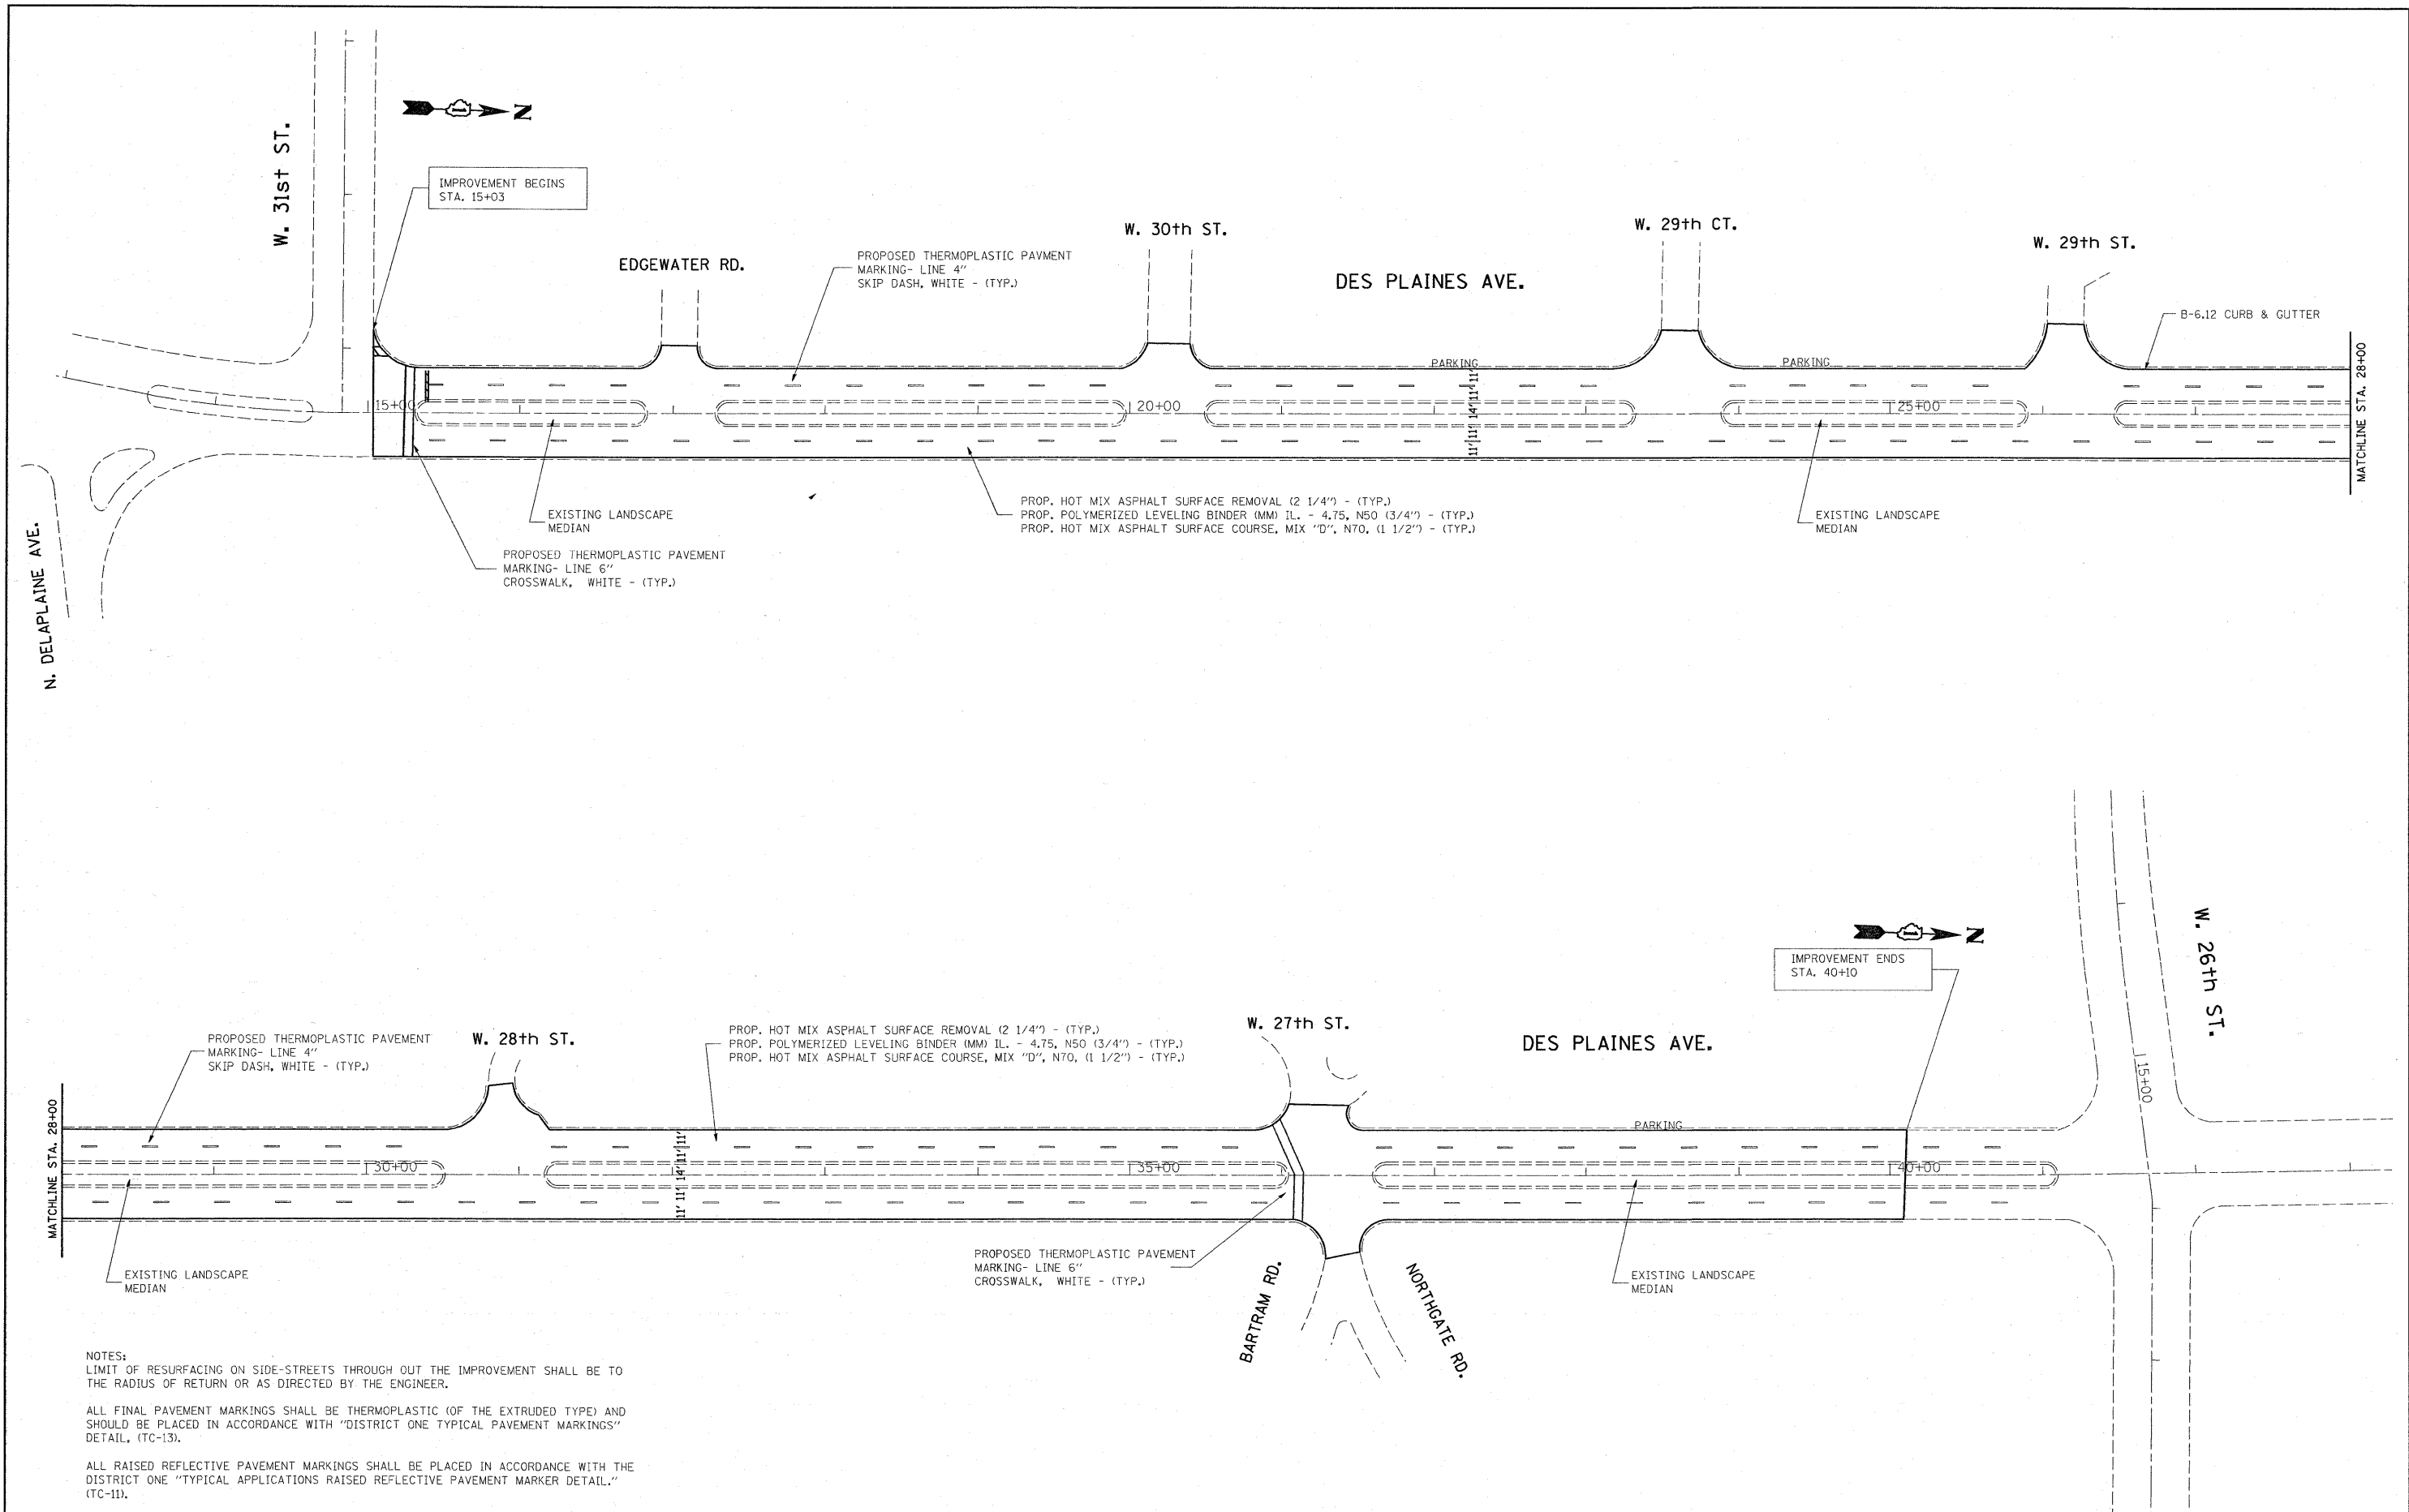 N
W. 31st ST.
IMPROVEMENT BEGINS
STA. 15+03
EDGEWATER RD.
PROPOSED THERMOPLASTIC PAVMENT
MARKING- LINE 4"
SKIP DASH, WHITE - (TYP.)
W. 30th ST.
DES PLAINES AVE.
W. 29th CT.
W. 29th ST.
B-6.12 CURB & GUTTER
PARKING
PARKING
MATCHLINE STA. 28+00
15+00
20+00
11' 11' 14' 11' 11'
25+00
EXISTING LANDSCAPE
MEDIAN
PROP. HOT MIX ASPHALT SURFACE REMOVAL (2 1/4") - (TYP.)
PROP. POLYMERIZED LEVELING BINDER (MM) IL. - 4.75, N50 (3/4") - (TYP.)
PROP. HOT MIX ASPHALT SURFACE COURSE, MIX "D", N70, (1 1/2") - (TYP.)
EXISTING LANDSCAPE
MEDIAN
PROPOSED THERMOPLASTIC PAVEMENT
MARKING- LINE 6"
CROSSWALK, WHITE - (TYP.)
N. DELAPLAINE AVE.
N
IMPROVEMENT ENDS
STA. 40+10
W. 26th ST.
PROPOSED THERMOPLASTIC PAVEMENT
MARKING- LINE 4"
SKIP DASH, WHITE - (TYP.)
W. 28th ST.
PROP. HOT MIX ASPHALT SURFACE REMOVAL (2 1/4") - (TYP.)
PROP. POLYMERIZED LEVELING BINDER (MM) IL. - 4.75, N50 (3/4") - (TYP.)
PROP. HOT MIX ASPHALT SURFACE COURSE, MIX "D", N70, (1 1/2") - (TYP.)
W. 27th ST.
DES PLAINES AVE.
15+00
PARKING
MATCHLINE STA. 28+00
30+00
11' 11' 14' 11' 11'
35+00
40+00
EXISTING LANDSCAPE
MEDIAN
PROPOSED THERMOPLASTIC PAVEMENT
MARKING- LINE 6"
CROSSWALK, WHITE - (TYP.)
BARTRAM RD.
NORTHGATE RD.
EXISTING LANDSCAPE
MEDIAN
NOTES:
LIMIT OF RESURFACING ON SIDE-STREETS THROUGH OUT THE IMPROVEMENT SHALL BE TO
THE RADIUS OF RETURN OR AS DIRECTED BY THE ENGINEER.
ALL FINAL PAVEMENT MARKINGS SHALL BE THERMOPLASTIC (OF THE EXTRUDED TYPE) AND
SHOULD BE PLACED IN ACCORDANCE WITH "DISTRICT ONE TYPICAL PAVEMENT MARKINGS"
DETAIL, (TC-13).
ALL RAISED REFLECTIVE PAVEMENT MARKINGS SHALL BE PLACED IN ACCORDANCE WITH THE
DISTRICT ONE "TYPICAL APPLICATIONS RAISED REFLECTIVE PAVEMENT MARKER DETAIL."
(TC-11).